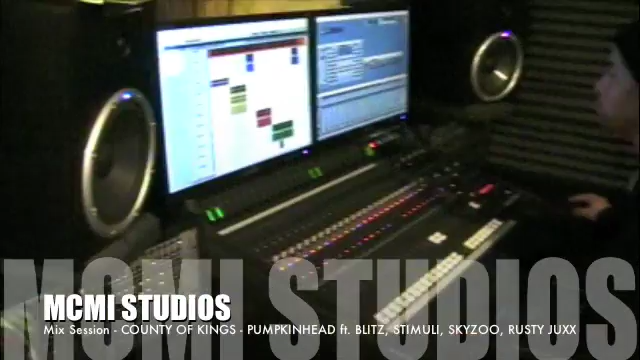 MCMI STUDIOS
MCMI STUDIOS
Mix Session - COUNTY OF KINGS - PUMPKINHEAD ft. BLITZ, STIMULI, SKYZOO, RUSTY JUXX